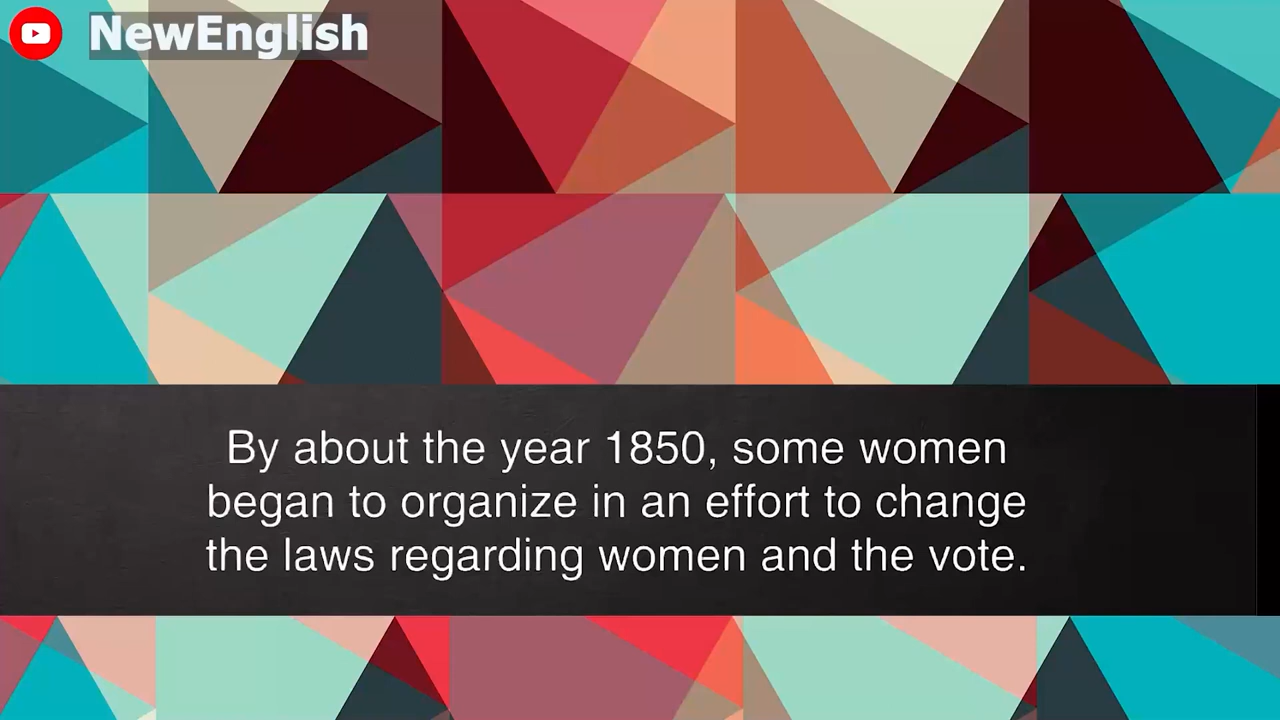 NewEnglish
By about the year 1850, some women
began to organize in an effort to change
the laws regarding women and the vote.